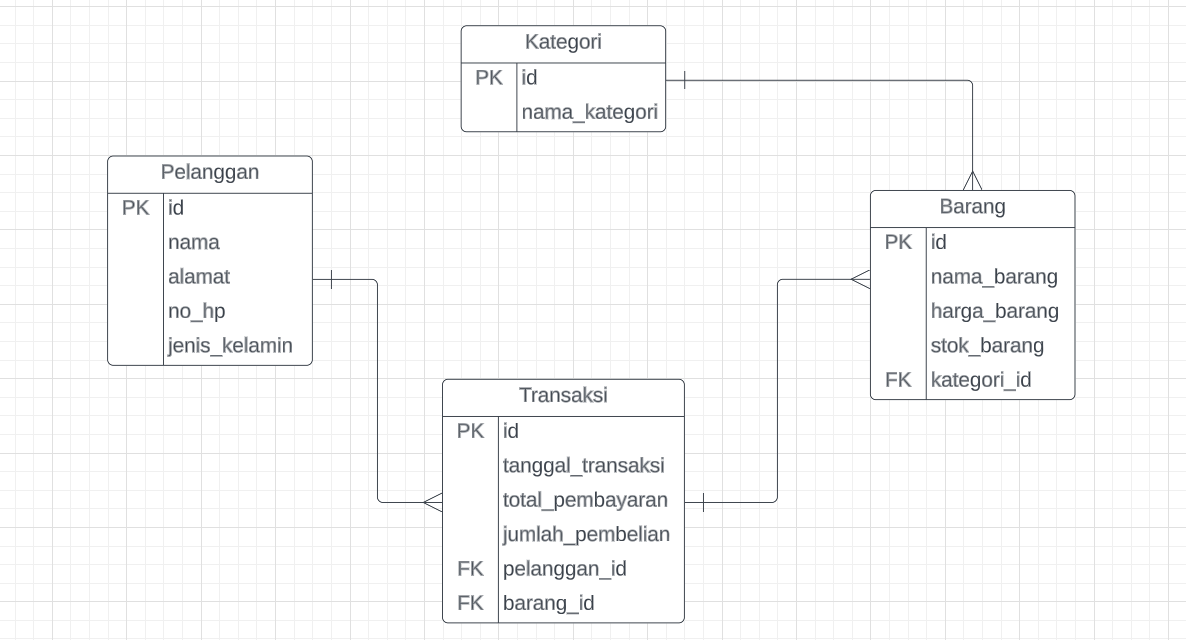 Kategori
PK id
nama_kategori
Pelanggan
PK id
nama
alamat
no_hp
jenis_kelamin
Barang
PK id
nama_barang
harga_barang
stok_barang
FK kategori_id
Transaksi
PK id
tanggal_transaksi
total_pembayaran
jumlah_pembelian
FK pelanggan_id
FK barang_id